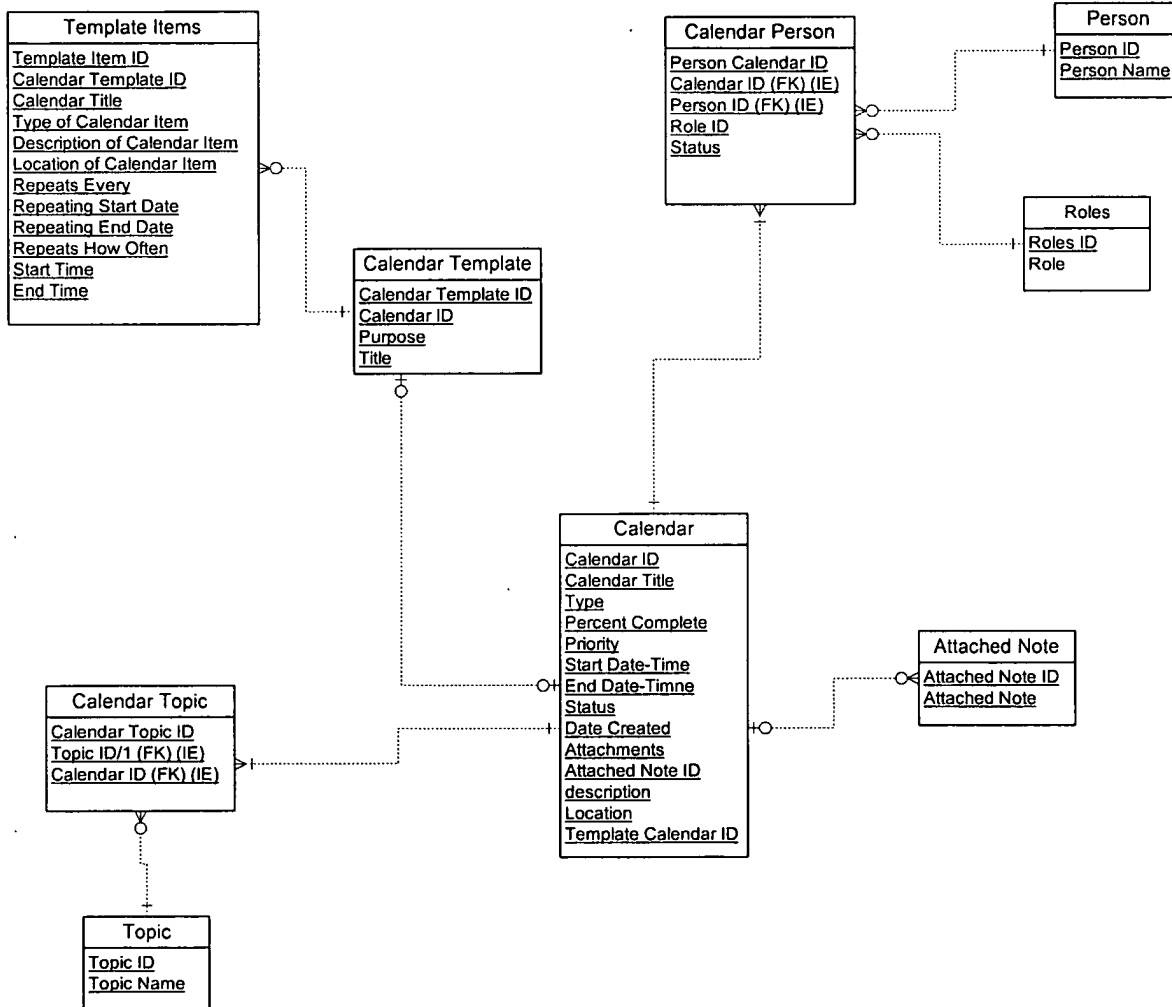 Template Items
Template Item ID
Calendar Template ID
Calendar Title
Type of Calendar Item
Description of Calendar Item
Location of Calendar Item
Repeats Every
Repeating Start Date
Repeating End Date
Repeats How Often
Start Time
End Time
Calendar Person
Person Calendar ID
Calendar ID (FK) (IE)
Person ID (FK) (IE)
Role ID
Status
Person
Person ID
Person Name
Roles
Roles ID
Role
Calendar Template
Calendar Template ID
Calendar ID
Purpose
Title
Calendar
Calendar ID
Calendar Title
Type
Percent Complete
Priority
Start Date-Time
End Date-Timne
Status
Date Created
Attachments
Attached Note ID
description
Location
Template Calendar ID
Attached Note
Attached Note ID
Attached Note
Calendar Topic
Calendar Topic ID
Topic ID/1 (FK) (IE)
Calendar ID (FK) (IE)
Topic
Topic ID
Topic Name